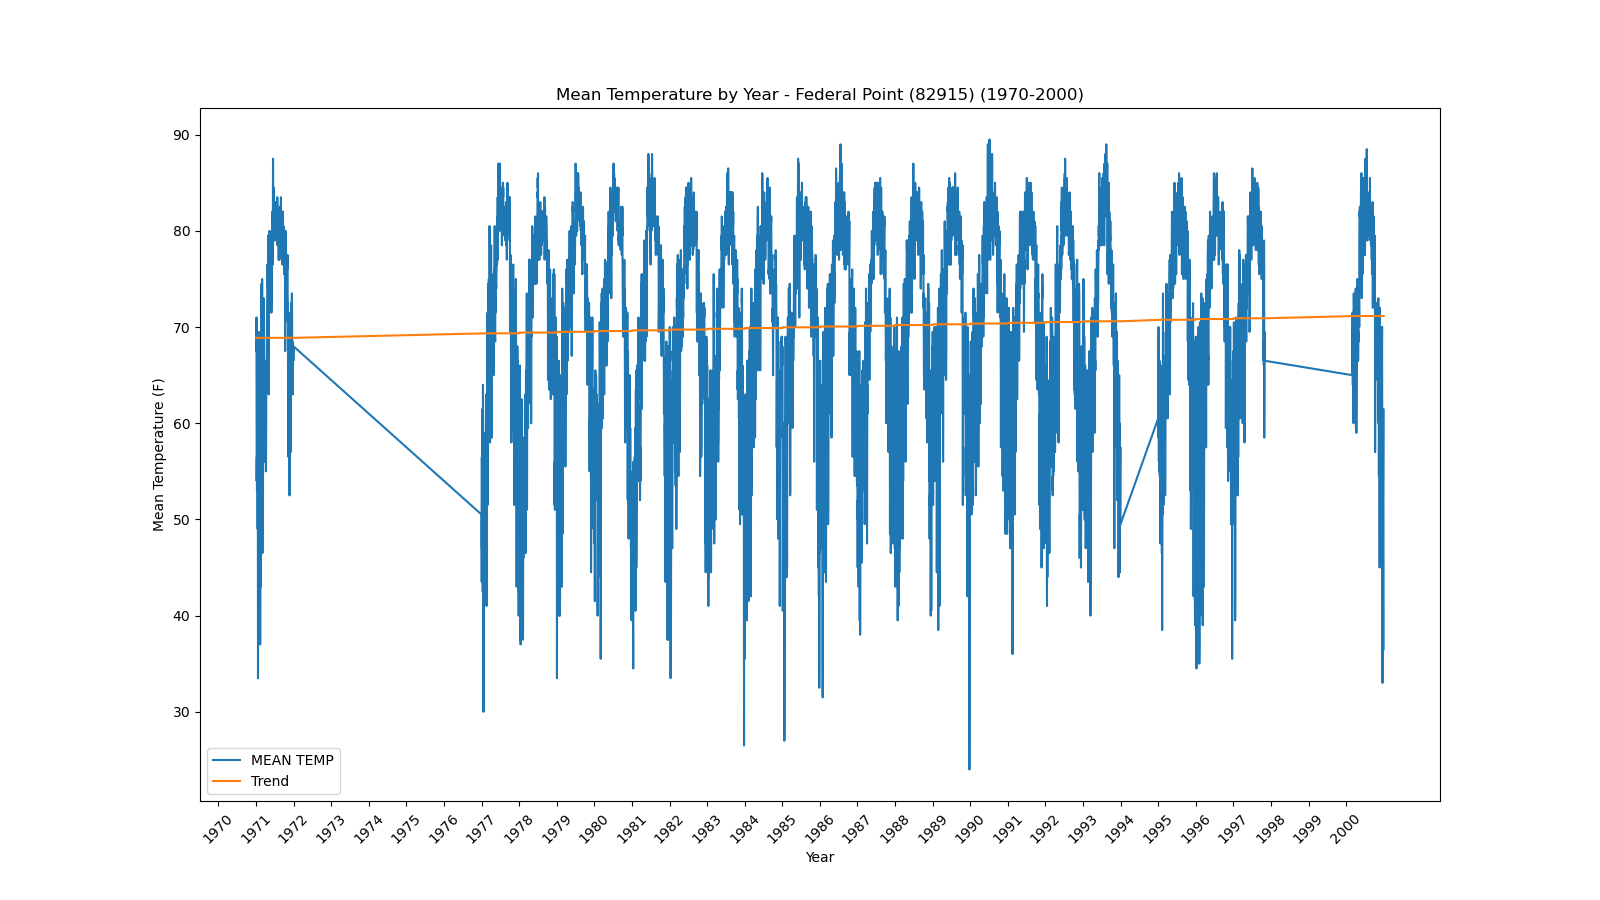 Mean Temperature by Year - Federal Point (82915) (1970-2000)
90
80
70
60
50
40
30
Mean Temperature (F)
MEAN TEMP
Trend
1970 1971 1972 1973 1974 1975 1976 1977 1978 1979 1980 1981 1982 1983 1984 1985 1986 1987 1988 1989 1990 1991 1992 1993 1994 1995 1996 1997 1998 1999 2000
Year